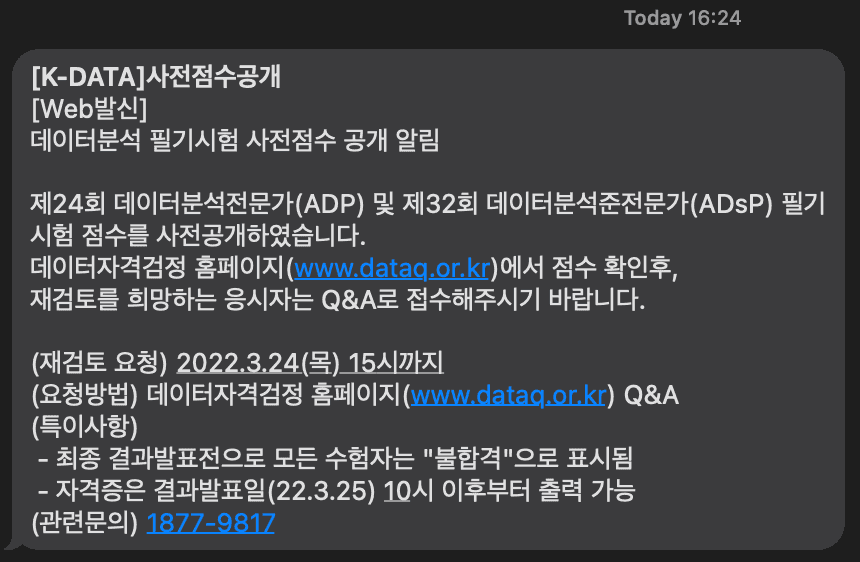 Today 16:24
[K-DATA]사전점수공개
[Web발신]
데이터분석 필기시험 사전점수 공개 알림
제24회 데이터분석전문가(ADP) 및 제32회 데이터분석준전문가(ADsP) 필기
시험 점수를 사전공개하였습니다.
데이터자격검정 홈페이지(www.dataq.or.kr)에서 점수 확인후,
재검토를 희망하는 응시자는 Q&A로 접수해주시기 바랍니다.
(재검토 요청) 2022.3.24(목) 15시까지
(요청방법) 데이터자격검정 홈페이지(www.dataq.or.kr) Q&A
(특이사항)
- 최종 결과발표전으로 모든 수험자는 "불합격"으로 표시됨
- 자격증은 결과발표일(22.3.25) 10시 이후부터 출력 가능
(관련문의) 1877-9817